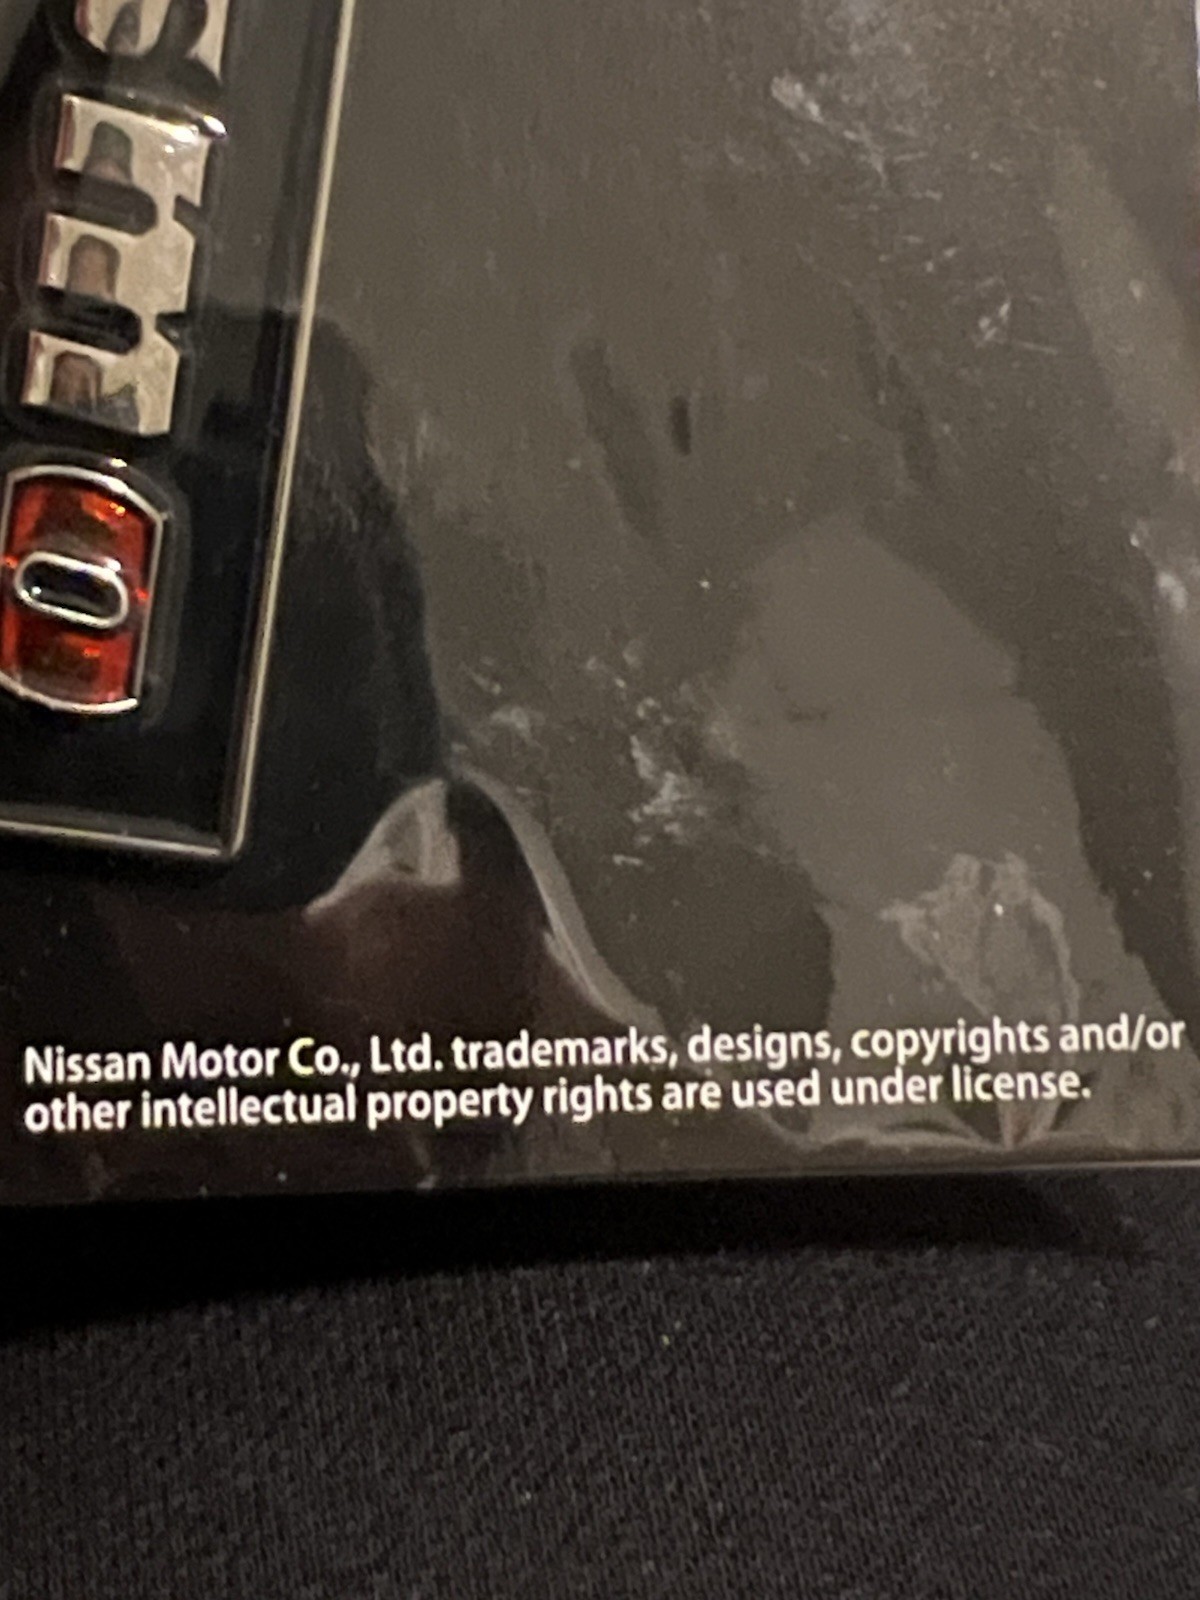 Nissan Motor Co., Ltd. trademarks, designs, copyrights and/or
other intellectual property rights are used under license.